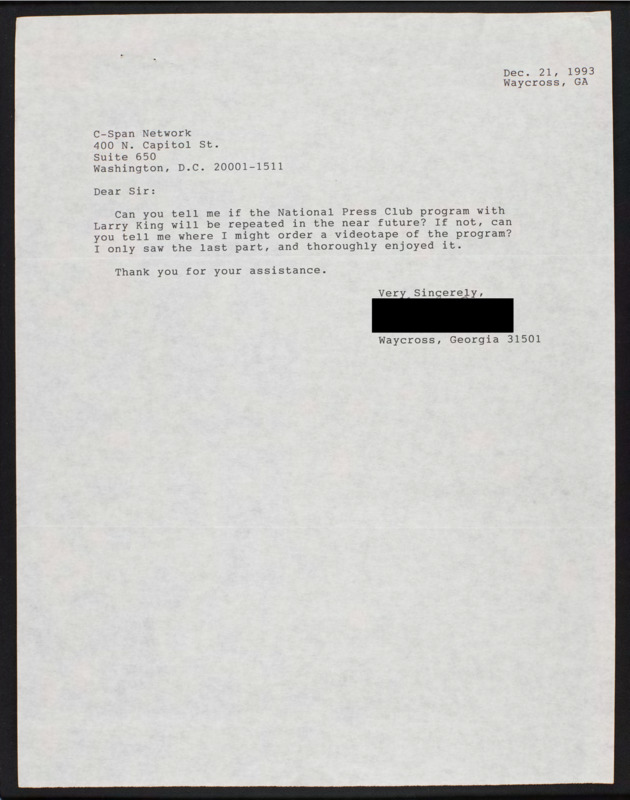 Dec. 21, 1993
Waycross, GA
C-Span Network
400 N. Capitol St.
Suite 650
Washington, D.C. 20001-1511
Dear Sir:
Can you tell me if the National Press Club program with
Larry King will be repeated in the near future? If not, can
you tell me where I might order a videotape of the program?
I only saw the last part, and thoroughly enjoyed it.
Thank you for your assistance.
Very Sincerely,
Waycross, Georgia 31501